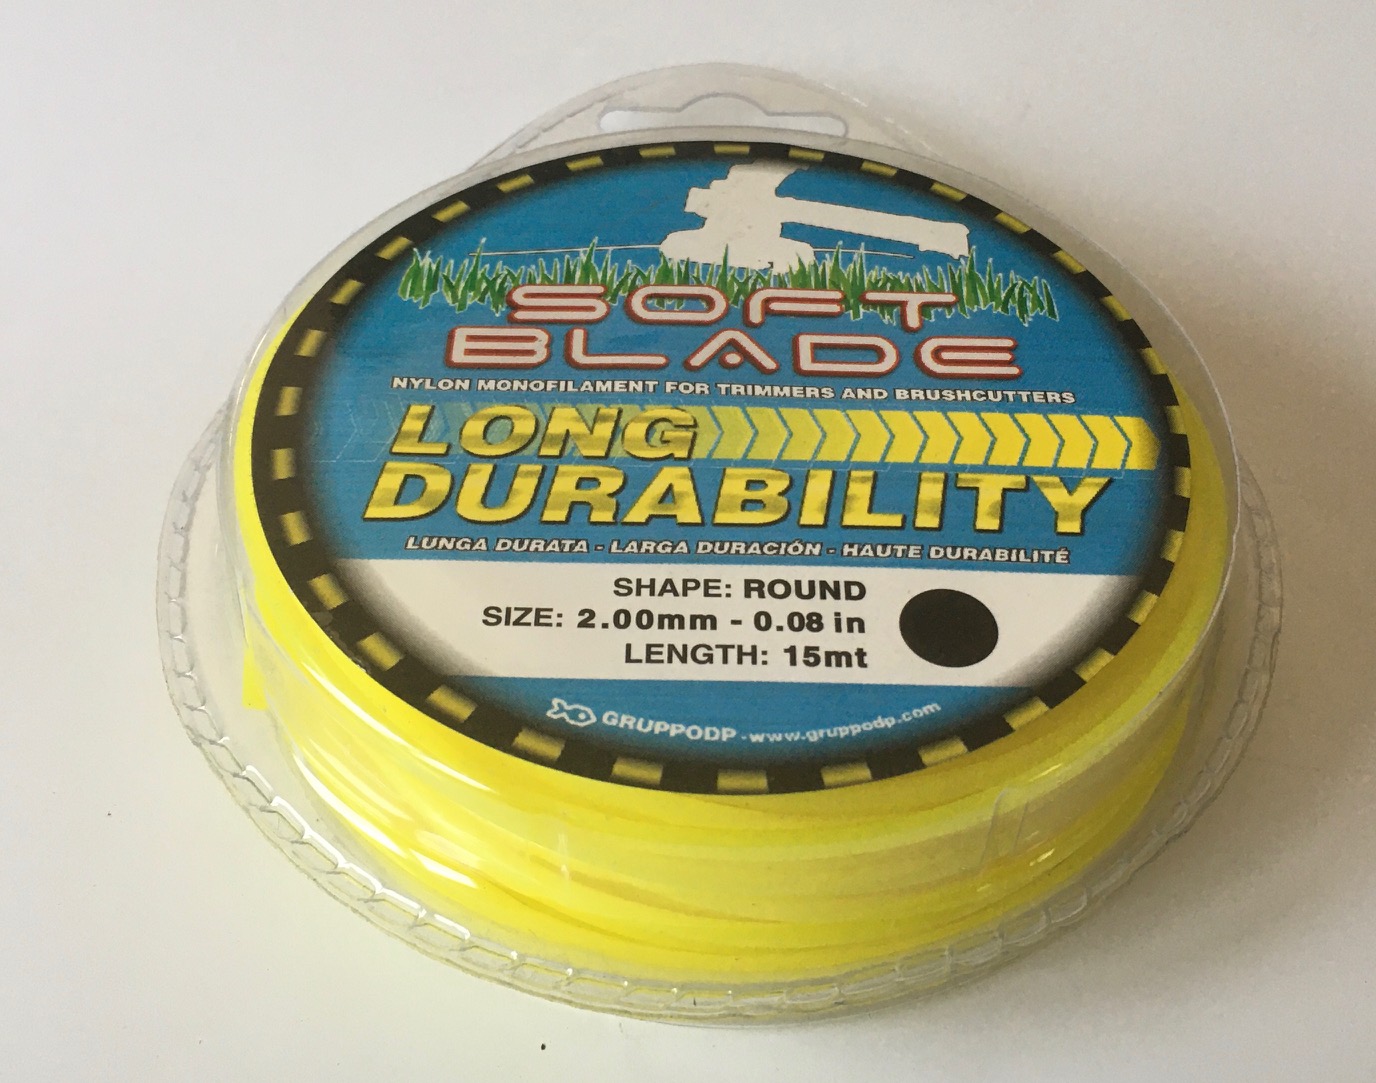 SOFT
BLADE
NYLON MONOFILAMENT FOR TRIMMERS AND BRUSHCUTTERS
LONG
DURABILITY
LUNGA DURATA - LARGA DURACIÓN - HAUTE DURABILITÉ
SHAPE: ROUND
SIZE: 2.00mm - 0.08 in
LENGTH: 15mt
GRUPPODP - www.gruppodp.com